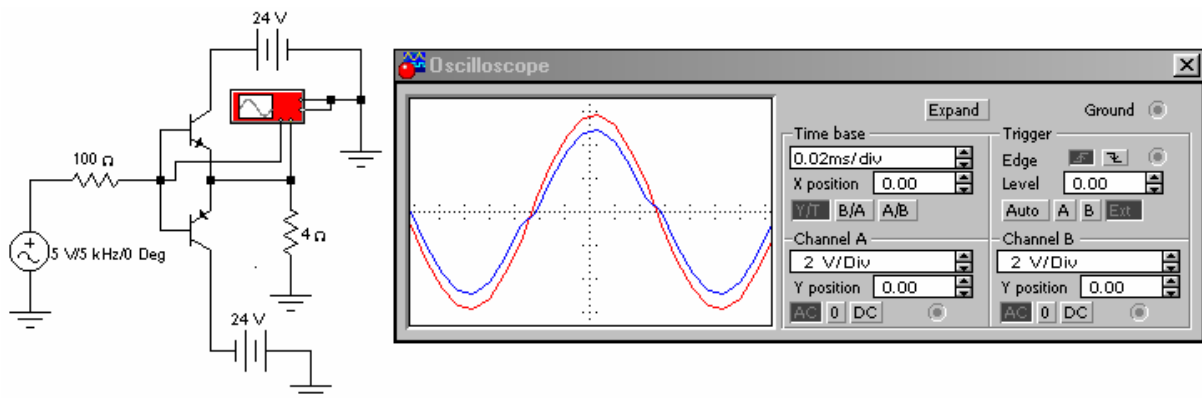 24 V
100 Ω
5 V/5 kHz/0 Deg
4 Ω
24 V
Oscilloscope
Expand
Ground
Time base
0.02ms/div
X position 0.00
Y/T B/A A/B
Trigger
Edge
Level 0.00
Auto A B Ext
Channel A
2 V/Div
Y position 0.00
AC 0 DC
Channel B
2 V/Div
Y position 0.00
AC 0 DC